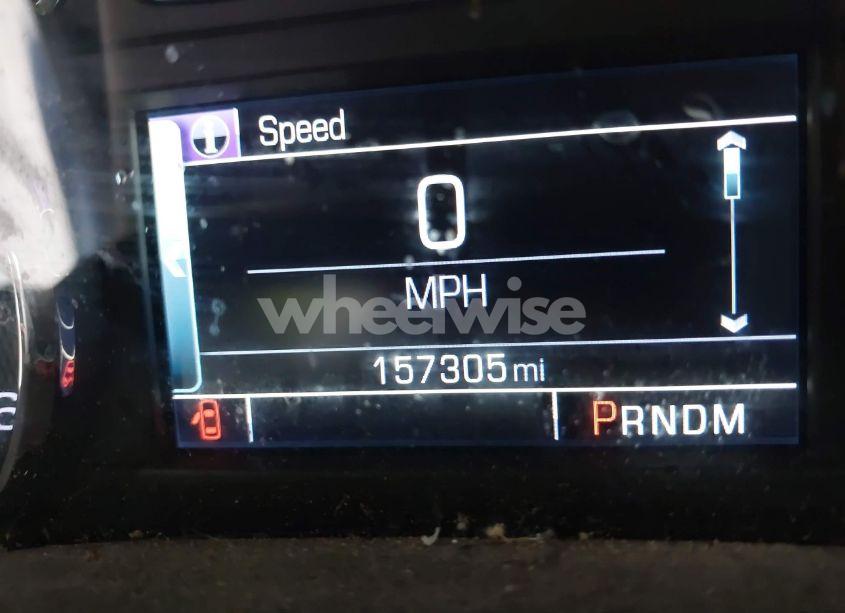 Speed
0
MPH
wheelwise
157305 mi
PRNDM